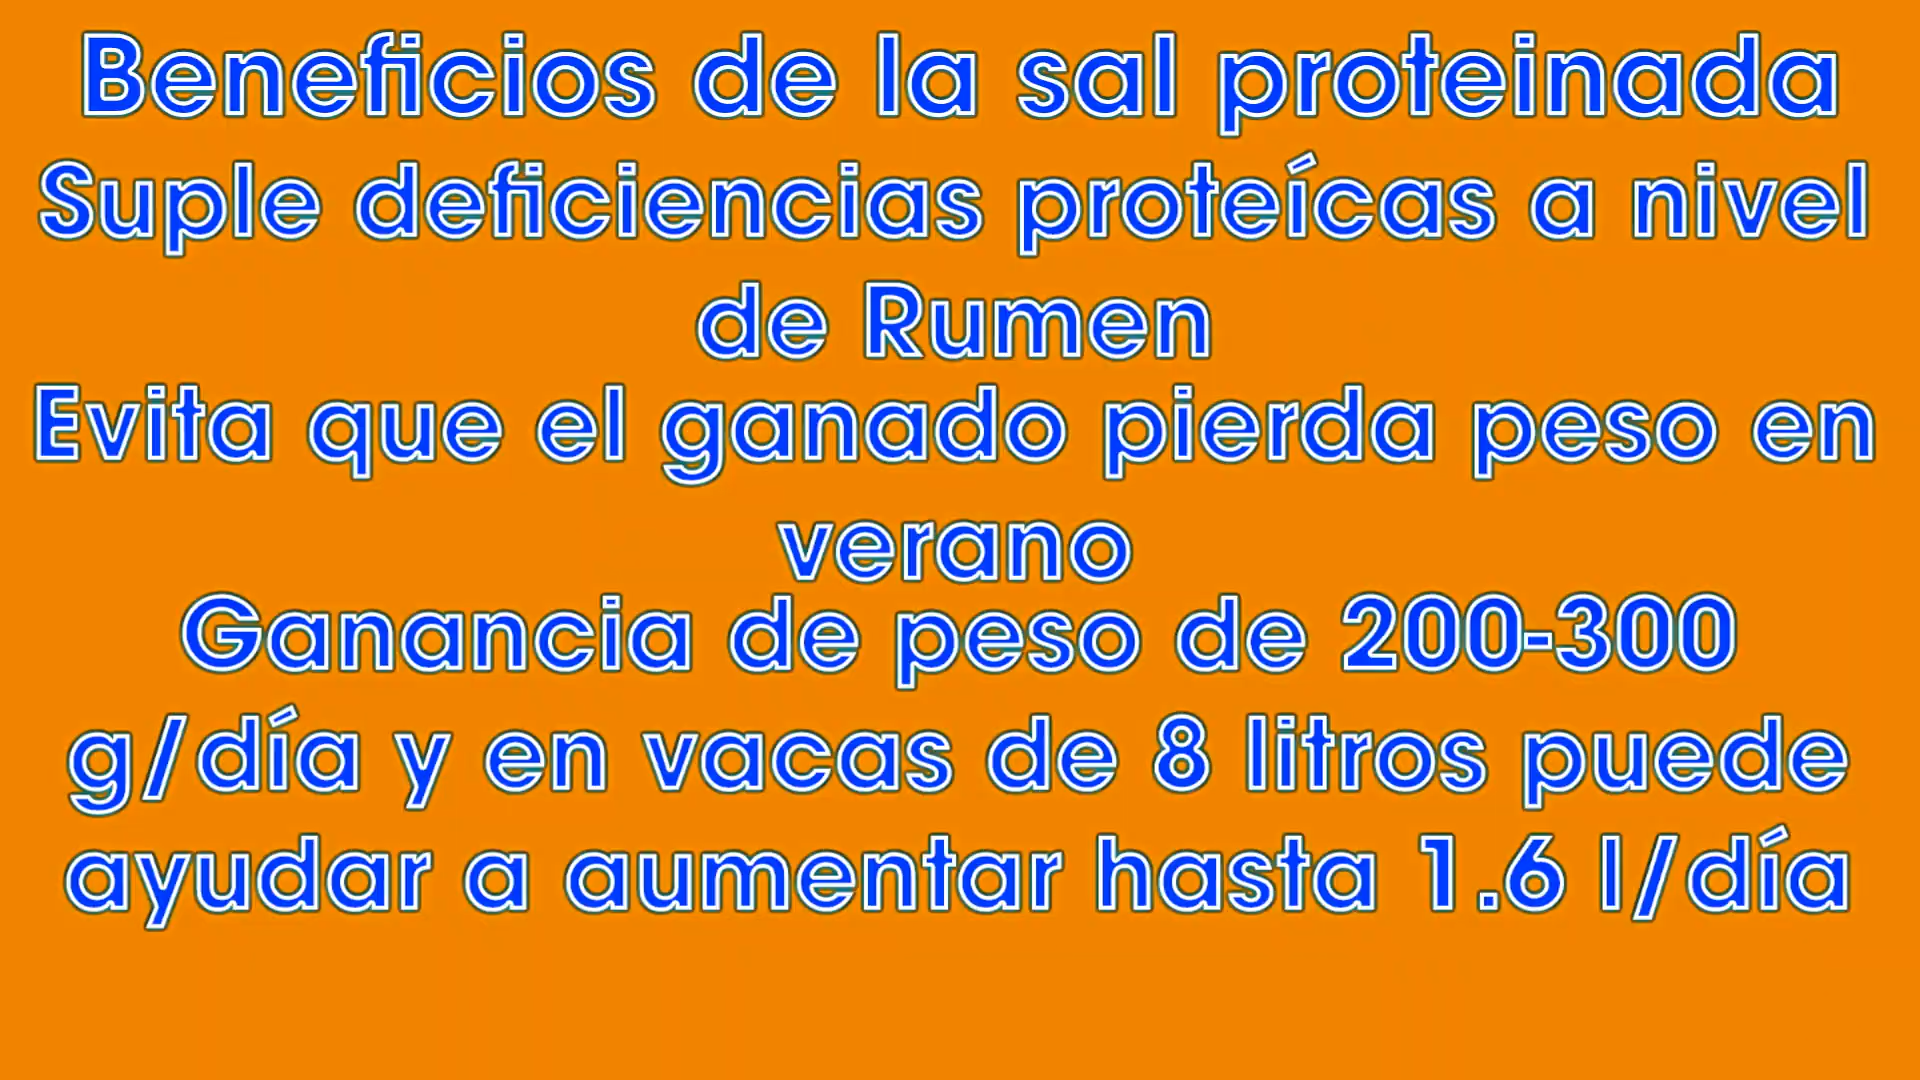 Beneficios de la sal proteinada
Suple deficiencias proteícas a nivel
de Rumen
Evita que el ganado pierda peso en
verano
Ganancia de peso de 200-300
g/día y en vacas de 8 litros puede
ayudar a aumentar hasta 1.6 l/día